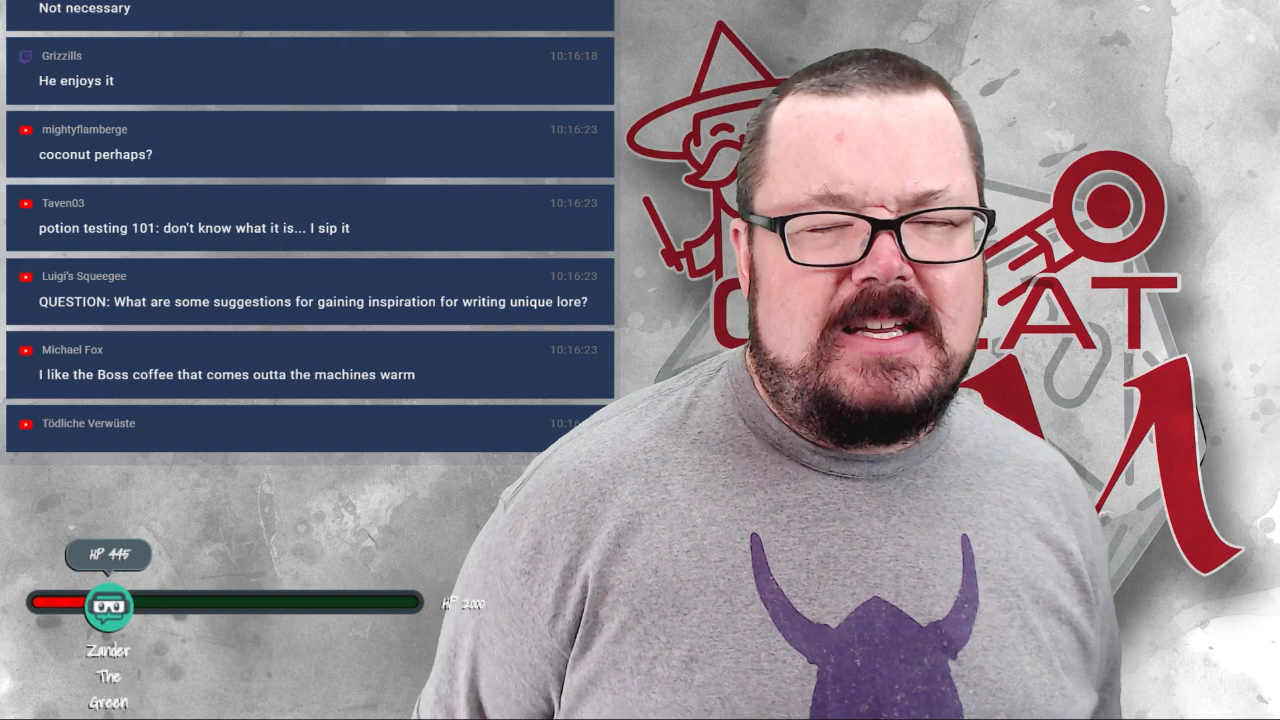 Not necessary
Grizzills 10:16:18
He enjoys it
mightyflamberge 10:16:23
coconut perhaps?
Taven03 10:16:23
potion testing 101: don't know what it is... I sip it
Luigi's Squeegee 10:16:23
QUESTION: What are some suggestions for gaining inspiration for writing unique lore?
Michael Fox 10:16:23
I like the Boss coffee that comes outta the machines warm
Tödliche Verwüste
HP 445
HP 2000
Zander
The
Green